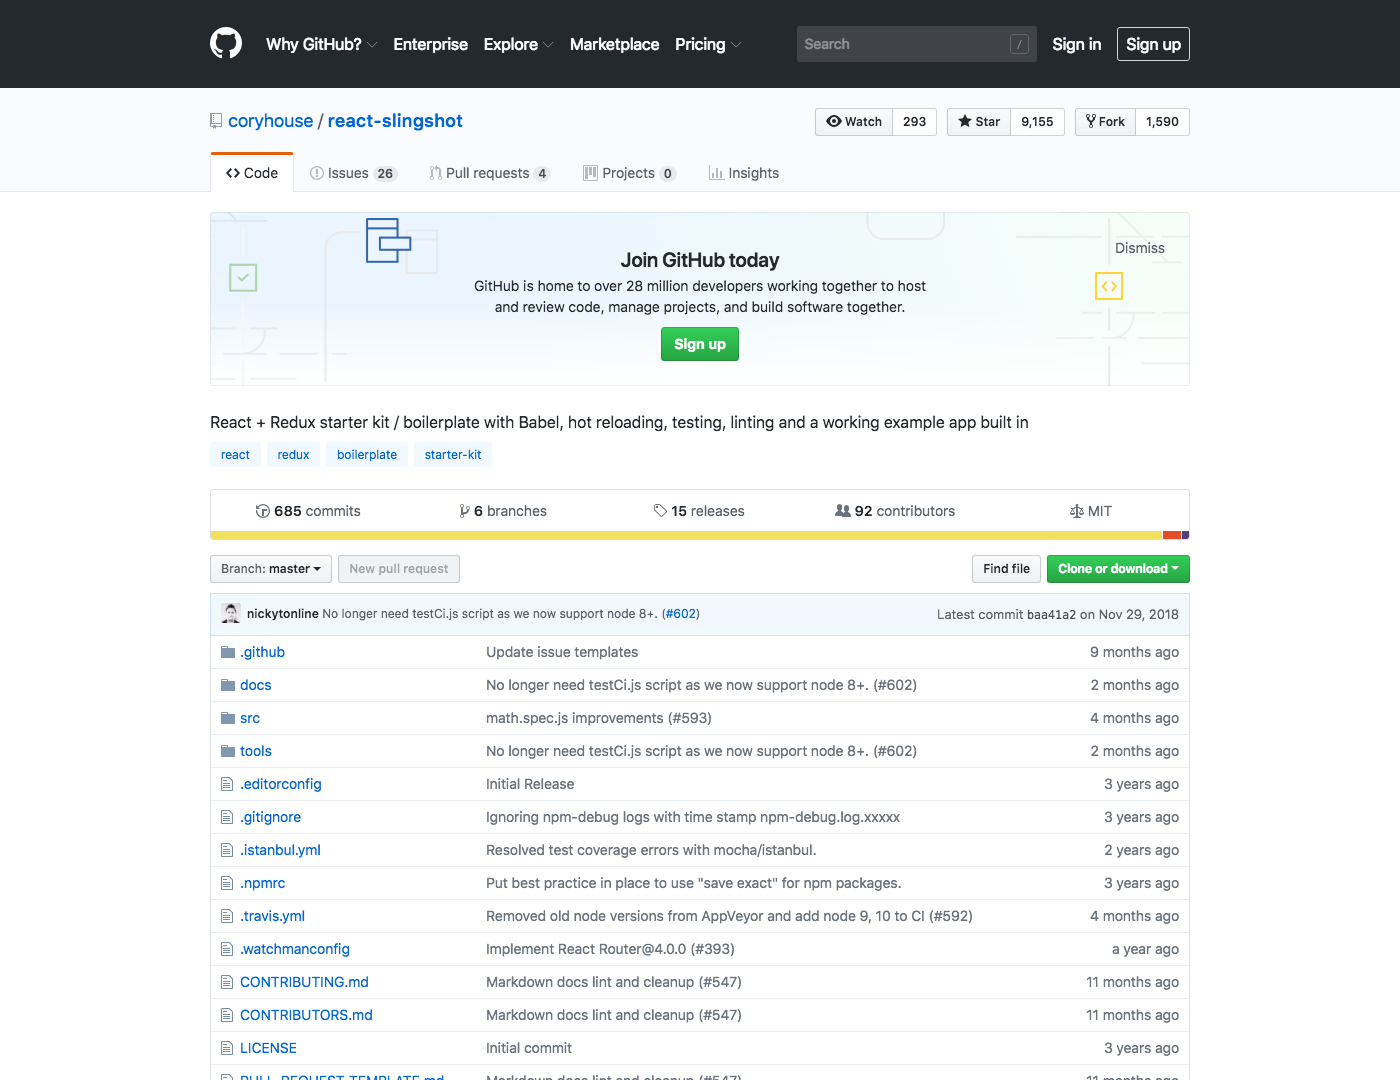 Why GitHub? Enterprise Explore Marketplace Pricing Search / Sign in Sign up
coryhouse / react-slingshot Watch 293 Star 9,155 Fork 1,590
Code Issues 26 Pull requests 4 Projects 0 Insights
Join GitHub today
Dismiss
GitHub is home to over 28 million developers working together to host
and review code, manage projects, and build software together.
Sign up
React + Redux starter kit / boilerplate with Babel, hot reloading, testing, linting and a working example app built in
react redux boilerplate starter-kit
685 commits 6 branches 15 releases 92 contributors MIT
Branch: master New pull request Find file Clone or download
nickytonline No longer need testCi.js script as we now support node 8+. (#602) Latest commit baa41a2 on Nov 29, 2018
.github Update issue templates 9 months ago
docs No longer need testCi.js script as we now support node 8+. (#602) 2 months ago
src math.spec.js improvements (#593) 4 months ago
tools No longer need testCi.js script as we now support node 8+. (#602) 2 months ago
.editorconfig Initial Release 3 years ago
.gitignore Ignoring npm-debug logs with time stamp npm-debug.log.xxxxx 3 years ago
.istanbul.yml Resolved test coverage errors with mocha/istanbul. 2 years ago
.npmrc Put best practice in place to use "save exact" for npm packages. 3 years ago
.travis.yml Removed old node versions from AppVeyor and add node 9, 10 to CI (#592) 4 months ago
.watchmanconfig Implement React Router@4.0.0 (#393) a year ago
CONTRIBUTING.md Markdown docs lint and cleanup (#547) 11 months ago
CONTRIBUTORS.md Markdown docs lint and cleanup (#547) 11 months ago
LICENSE Initial commit 3 years ago
PULL_REQUEST_TEMPLATE.md Markdown docs lint and cleanup (#547) 11 months ago